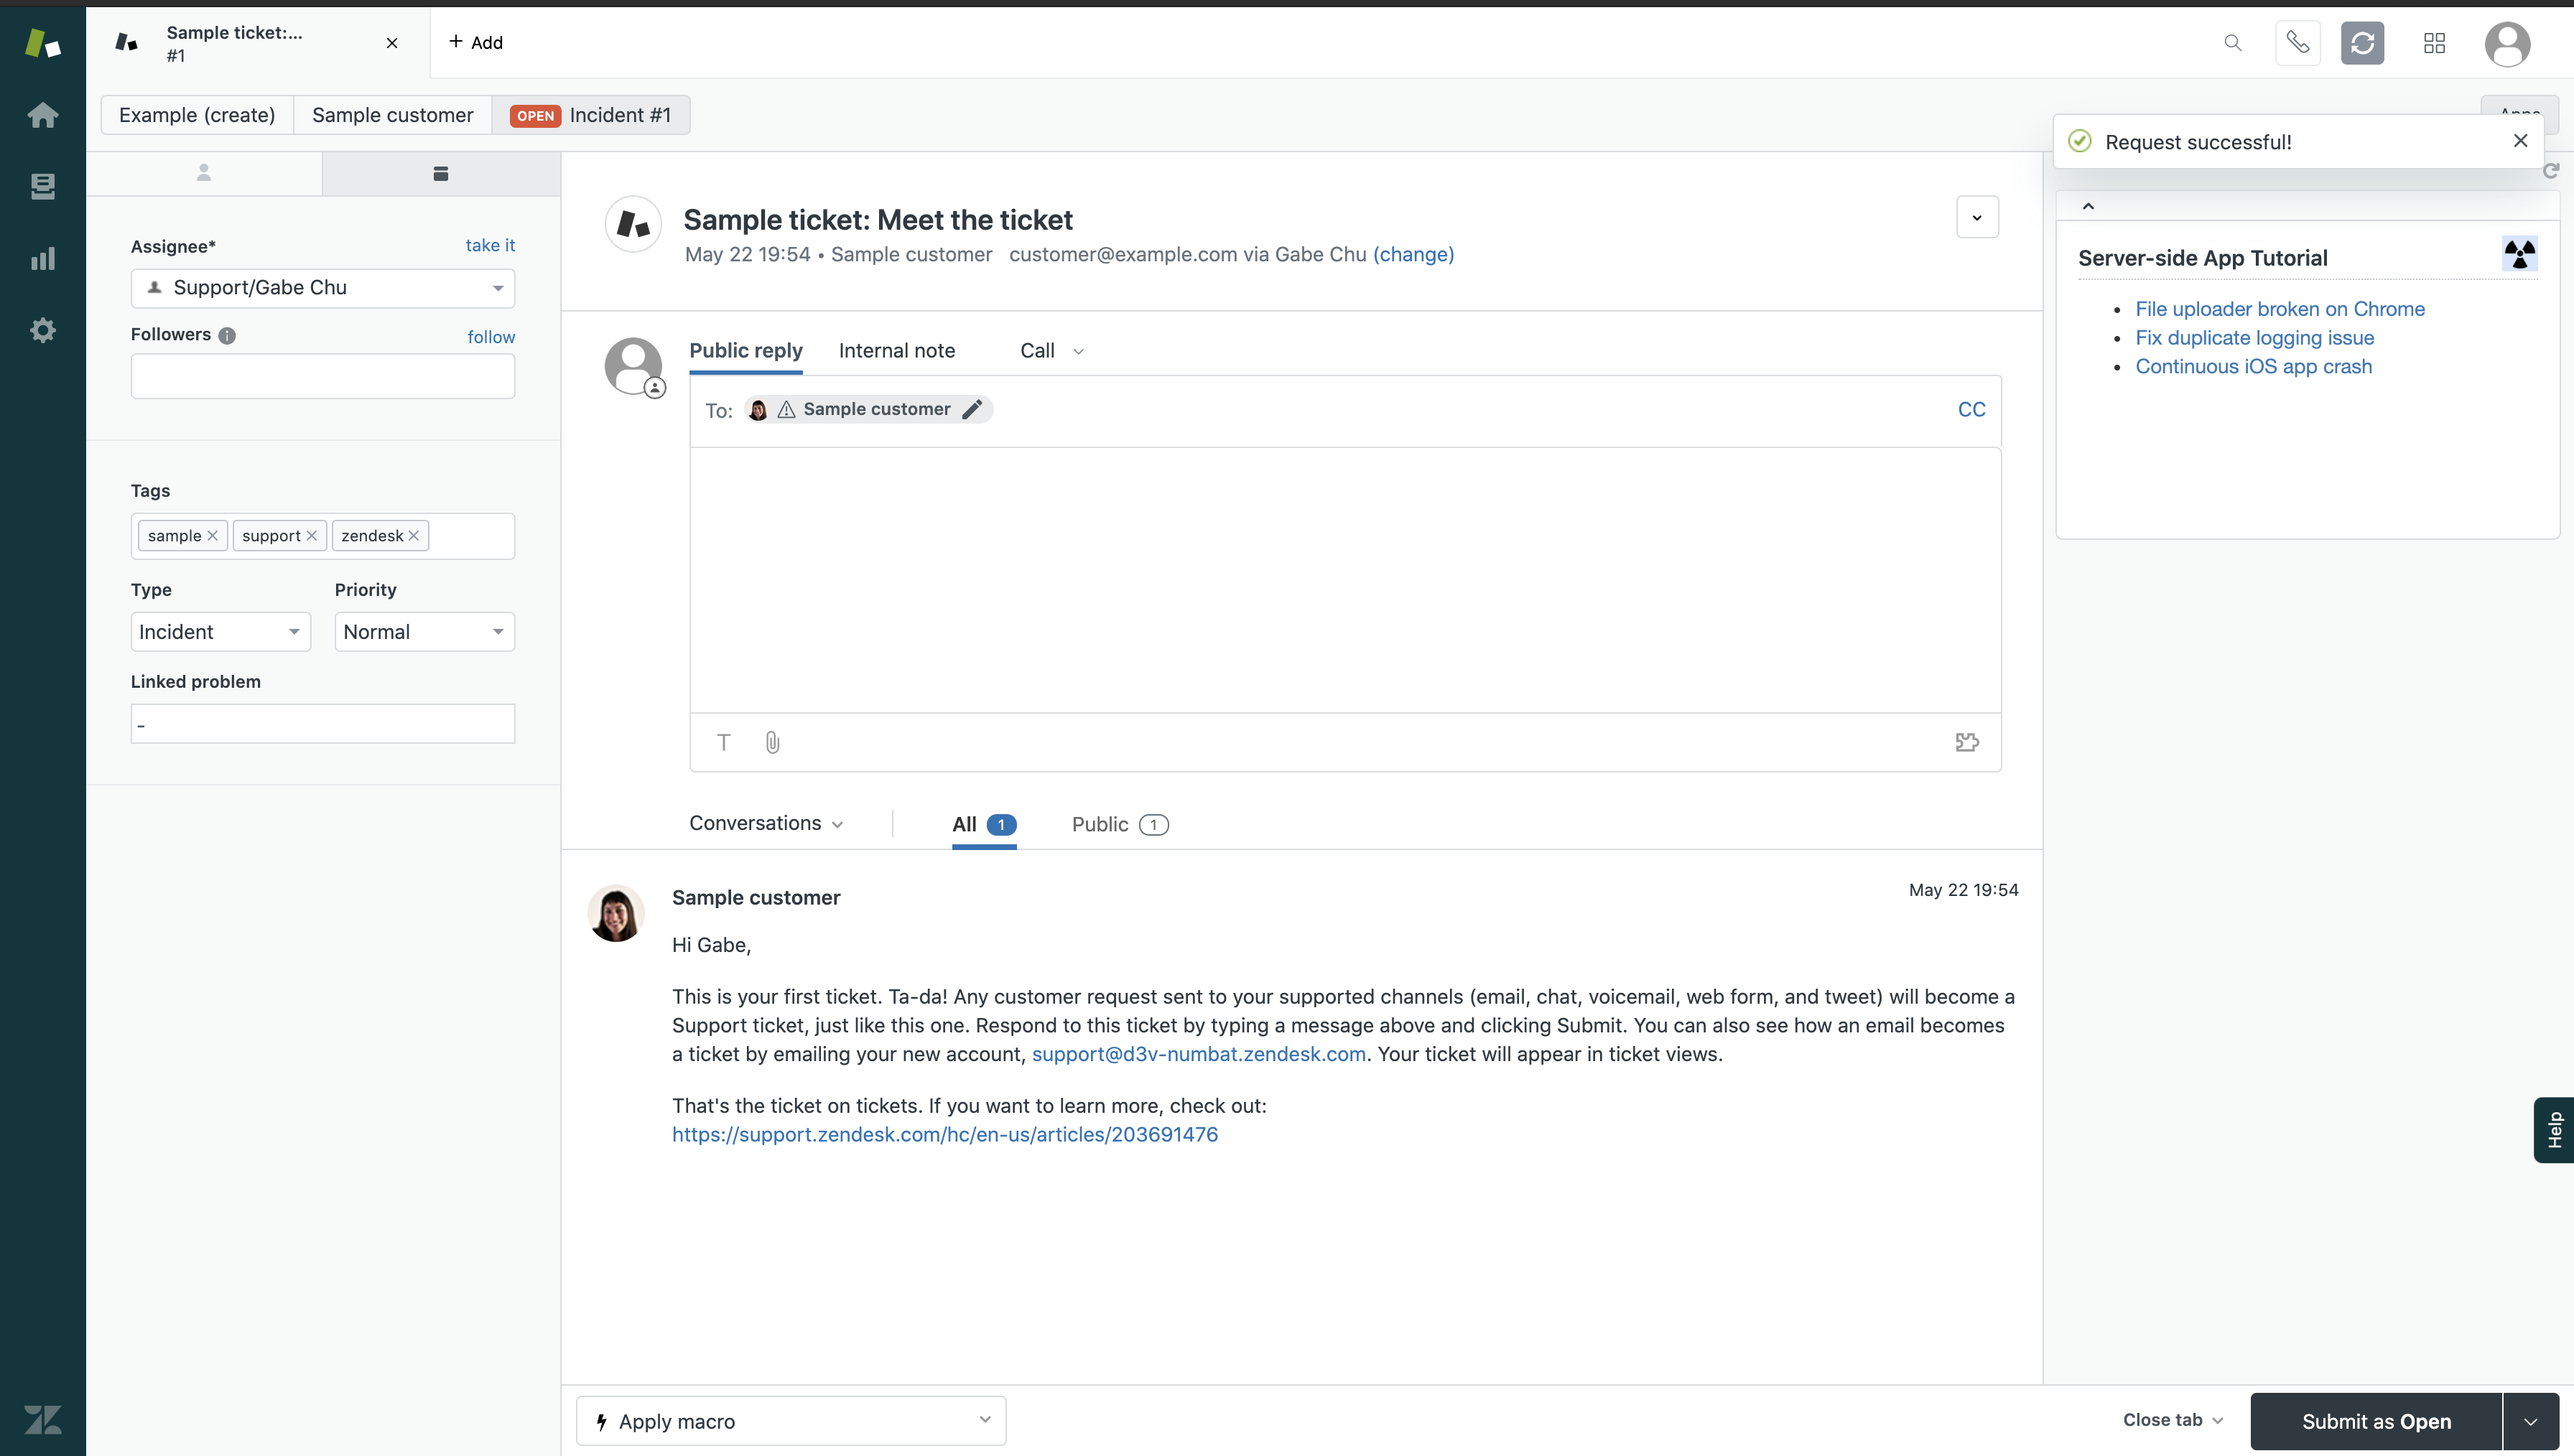 Sample ticket:...
#1
+ Add
Example (create)
Sample customer
OPEN Incident #1
Request successful!
Assignee*
take it
Support/Gabe Chu
Followers
follow
Tags
sample
support
zendesk
Type
Priority
Incident
Normal
Linked problem
-
Sample ticket: Meet the ticket
May 22 19:54 • Sample customer customer@example.com via Gabe Chu (change)
Public reply
Internal note
Call
To: Sample customer
CC
T
Conversations
All 1
Public 1
Sample customer
May 22 19:54
Hi Gabe,
This is your first ticket. Ta-da! Any customer request sent to your supported channels (email, chat, voicemail, web form, and tweet) will become a
Support ticket, just like this one. Respond to this ticket by typing a message above and clicking Submit. You can also see how an email becomes
a ticket by emailing your new account, support@d3v-numbat.zendesk.com. Your ticket will appear in ticket views.
That's the ticket on tickets. If you want to learn more, check out:
https://support.zendesk.com/hc/en-us/articles/203691476
Apply macro
Server-side App Tutorial
• File uploader broken on Chrome
• Fix duplicate logging issue
• Continuous iOS app crash
Help
Close tab
Submit as Open